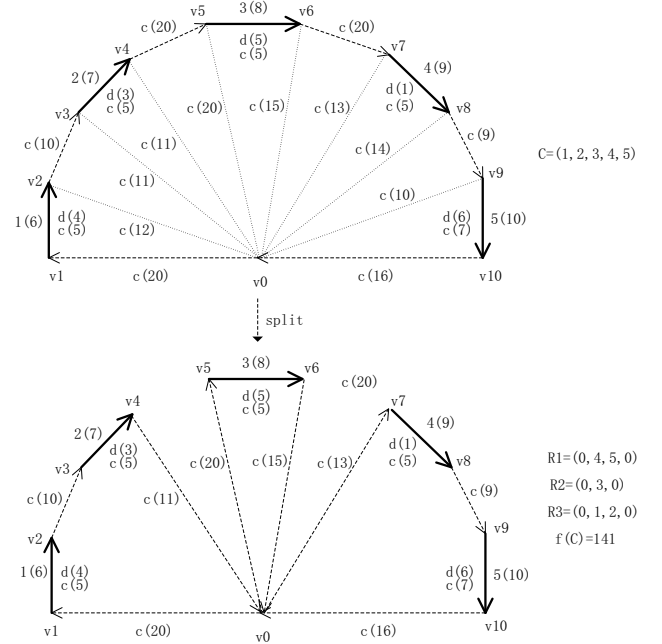 3(8)
v5
v6
c(20)
d(5)
c(5)
c(20)
v4
v7
2(7)
d(3)
c(5)
4(9)
d(1)
c(5)
v3
v8
c(20)
c(15)
c(13)
c(10)
c(11)
c(14)
c(9)
C=(1,2,3,4,5)
v2
c(11)
v9
c(10)
1(6)
d(4)
c(5)
c(12)
d(6)
c(7)
5(10)
v1
c(20)
v0
c(16)
v10
split
v5
3(8)
v6
d(5)
c(5)
c(20)
v4
v7
2(7)
d(3)
c(5)
4(9)
d(1)
c(5)
v3
c(20)
c(15)
c(13)
v8
R1=(0,4,5,0)
c(10)
c(11)
c(9)
R2=(0,3,0)
R3=(0,1,2,0)
v2
v9
f(C)=141
1(6)
d(4)
c(5)
d(6)
c(7)
5(10)
v1
c(20)
v0
c(16)
v10